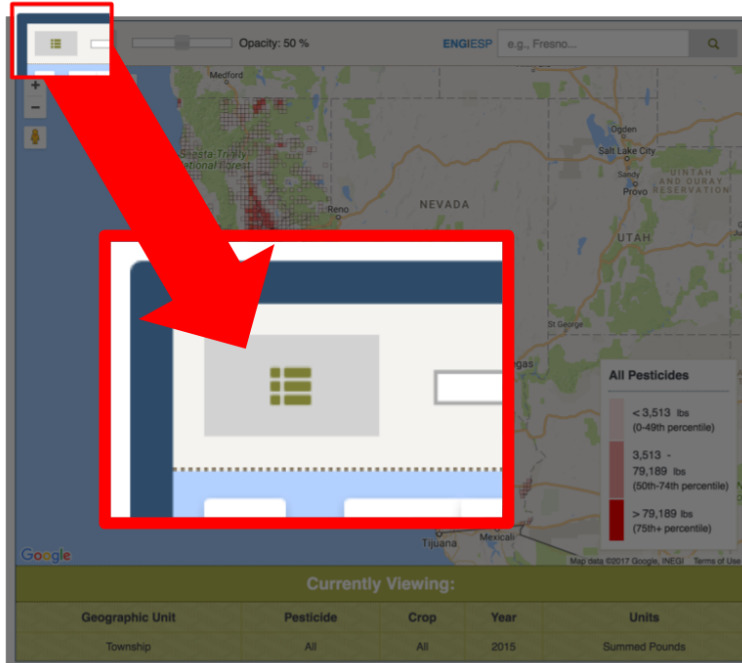 Opacity: 50 %
ENG|ESP
e.g., Fresno...
Medford
+
−
Shasta-Trinity
National Forest
Ogden
Salt Lake City
Sandy
Provo
UINTAH
AND OURAY
RESERVATION
Reno
NEVADA
UTAH
St George
egas
All Pesticides
< 3,513 lbs
(0-49th percentile)
3,513 -
79,189 lbs
(50th-74th percentile)
> 79,189 lbs
(75th+ percentile)
Tijuana
Mexicali
Google
Map data ©2017 Google, INEGI
Terms of Use
Currently Viewing:
Geographic Unit Pesticide Crop Year Units
Township All All 2015 Summed Pounds